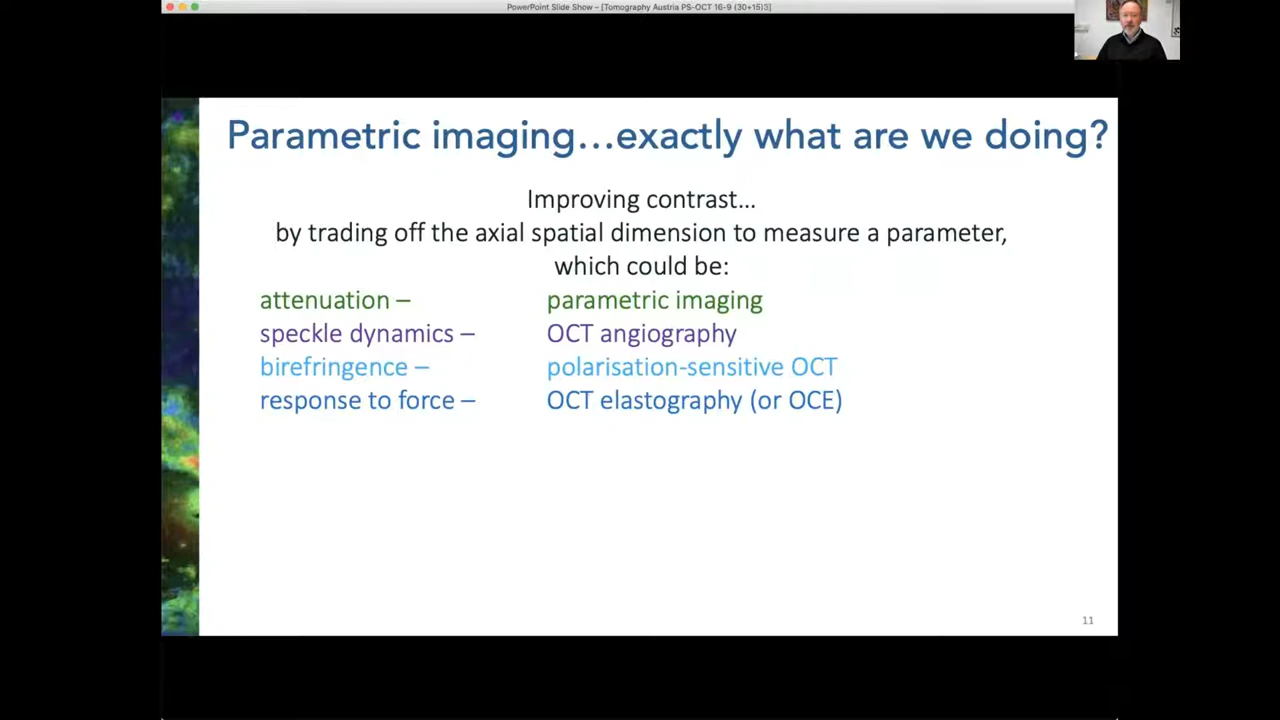 PowerPoint Slide Show – [Tomography Austria PS-OCT 16-9 (30+15)3]
Parametric imaging...exactly what are we doing?
Improving contrast...
by trading off the axial spatial dimension to measure a parameter,
which could be:
attenuation – parametric imaging
speckle dynamics – OCT angiography
birefringence – polarisation-sensitive OCT
response to force – OCT elastography (or OCE)
11